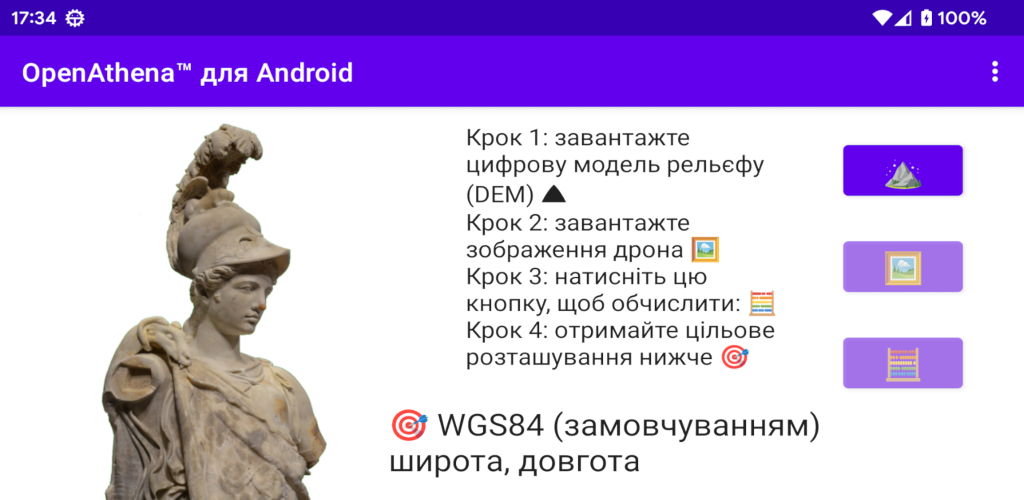 17:34
100%
OpenAthena™ для Android
Крок 1: завантажте
цифрову модель рельєфу
(DEM)
Крок 2: завантажте
зображення дрона
Крок 3: натисніть цю
кнопку, щоб обчислити:
Крок 4: отримайте цільове
розташування нижче
WGS84 (замовчуванням)
широта, довгота